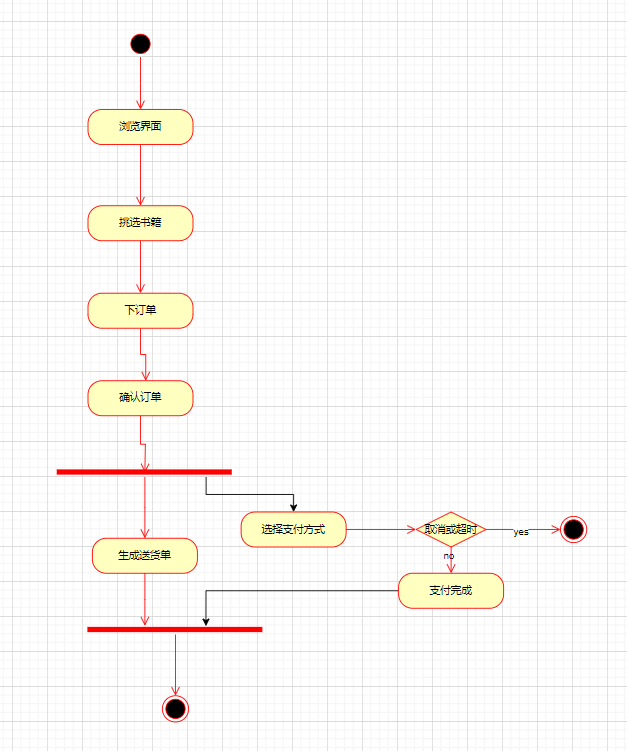 浏览界面
挑选书籍
下订单
确认订单
选择支付方式
取消或超时
yes
no
生成送货单
支付完成